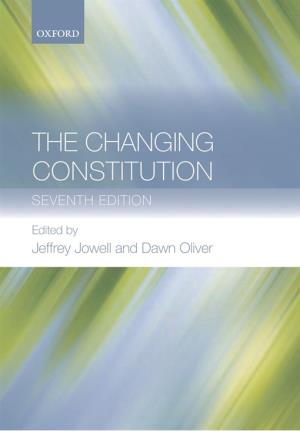 OXFORD
THE CHANGING
CONSTITUTION
SEVENTH EDITION
Edited by
Jeffrey Jowell and Dawn Oliver